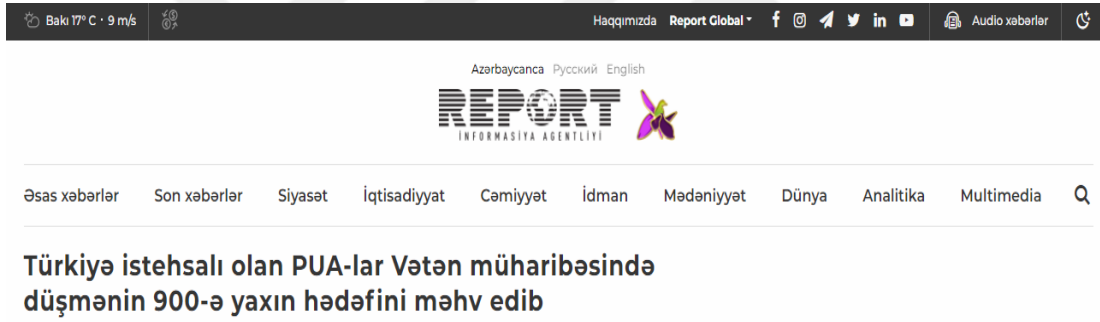 Bakı 17° C · 9 m/s Haqqımızda Report Global Audio xəbərlər
Azərbaycanca Русский English
REPORT
İNFORMASİYA AGENTLİYİ
Əsas xəbərlər Son xəbərlər Siyasət İqtisadiyyat Cəmiyyət İdman Mədəniyyət Dünya Analitika Multimedia
Türkiyə istehsalı olan PUA-lar Vətən müharibəsində
düşmənin 900-ə yaxın hədəfini məhv edib